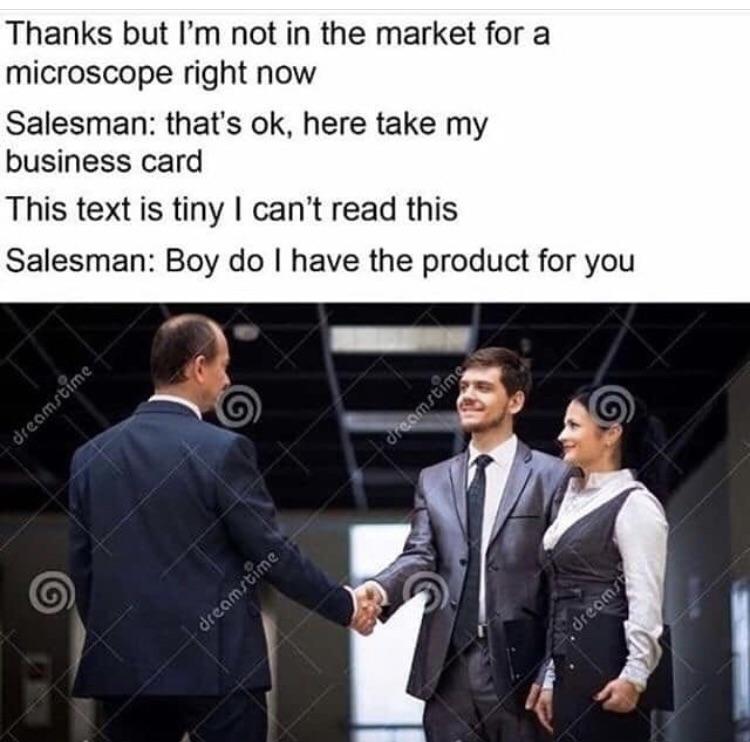 Thanks but I'm not in the market for a
microscope right now
Salesman: that's ok, here take my
business card
This text is tiny I can't read this
Salesman: Boy do I have the product for you
dreamstime
dreamstime
dreamstime
dreamstime